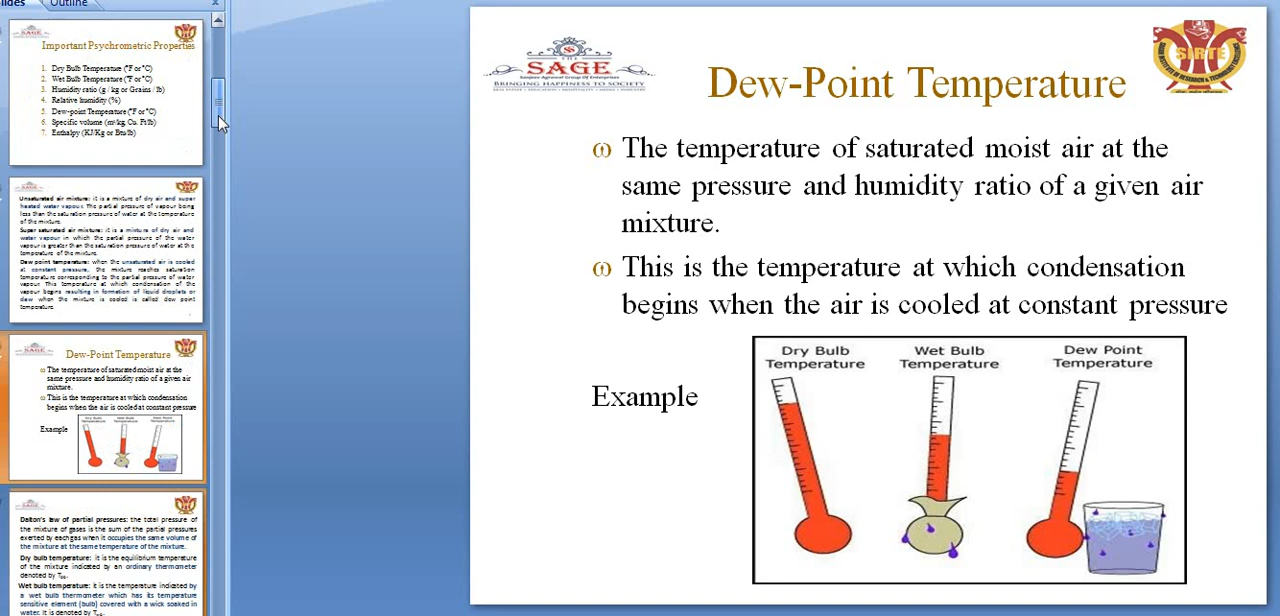 Slides
Outline
x
Important Psychrometric Properties
1. Dry Bulb Temperature (°F or °C)
2. Wet Bulb Temperature (°F or °C)
3. Humidity ratio (g / kg or Grains / lb)
4. Relative humidity (%)
5. Dew-point Temperature (°F or °C)
6. Specific volume (m³/kg Cu. Ft/lb)
7. Enthalpy (KJ/Kg or Btu/lb)
Unsaturated air mixture: it is a mixture of dry air and super
heated water vapour. The partial pressure of vapour being
less than the saturation pressure of water at the temperature
of the mixture.
Super saturated air mixture: it is a mixture of dry air and
water vapour in which the partial pressure of the water
vapour is greater than the saturation pressure of water at the
temperature of the mixture.
Dew point temperature: when the unsaturated air is cooled
at constant pressure, the mixture reaches saturation
temperature corresponding to the partial pressure of water
vapour. This temperature at which condensation of the
vapour begins resulting in formation of liquid droplets or
dew when the mixture is cooled is called dew point
temperature.
SAGE
Dew-Point Temperature
The temperature of saturated moist air at the
same pressure and humidity ratio of a given air
mixture.
This is the temperature at which condensation
begins when the air is cooled at constant pressure
Example
Dalton's law of partial pressures: the total pressure of
the mixture of gases is the sum of the partial pressures
exerted by each gas when it occupies the same volume of
the mixture at the same temperature of the mixture.
Dry bulb temperature: it is the equilibrium temperature
of the mixture indicated by an ordinary thermometer
denoted by
Wet bulb temperature: it is the temperature indicated by
a wet bulb thermometer which has its temperature
sensitive element (bulb) covered with a wick soaked in
water. It is denoted by
THE
SAGE
Sanjeev Agrawal Group of Enterprises
BRINGING HAPPINESS TO SOCIETY
SIRTE
Dew-Point Temperature
ω The temperature of saturated moist air at the
same pressure and humidity ratio of a given air
mixture.
ω This is the temperature at which condensation
begins when the air is cooled at constant pressure
Example
Dry Bulb
Temperature
Wet Bulb
Temperature
Dew Point
Temperature